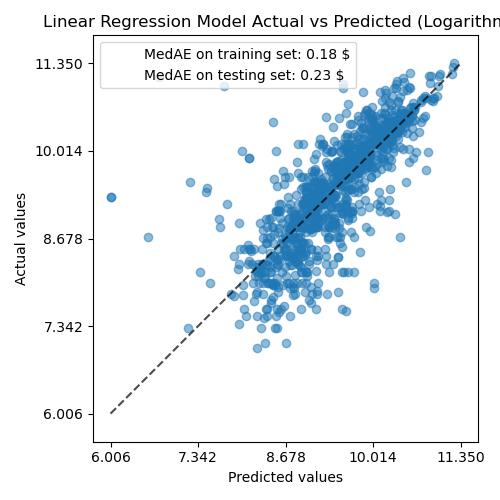 Linear Regression Model Actual vs Predicted (Logarithm
MedAE on training set: 0.18 $
MedAE on testing set: 0.23 $
11.350
10.014
8.678
7.342
6.006
Actual values
6.006 7.342 8.678 10.014 11.350
Predicted values